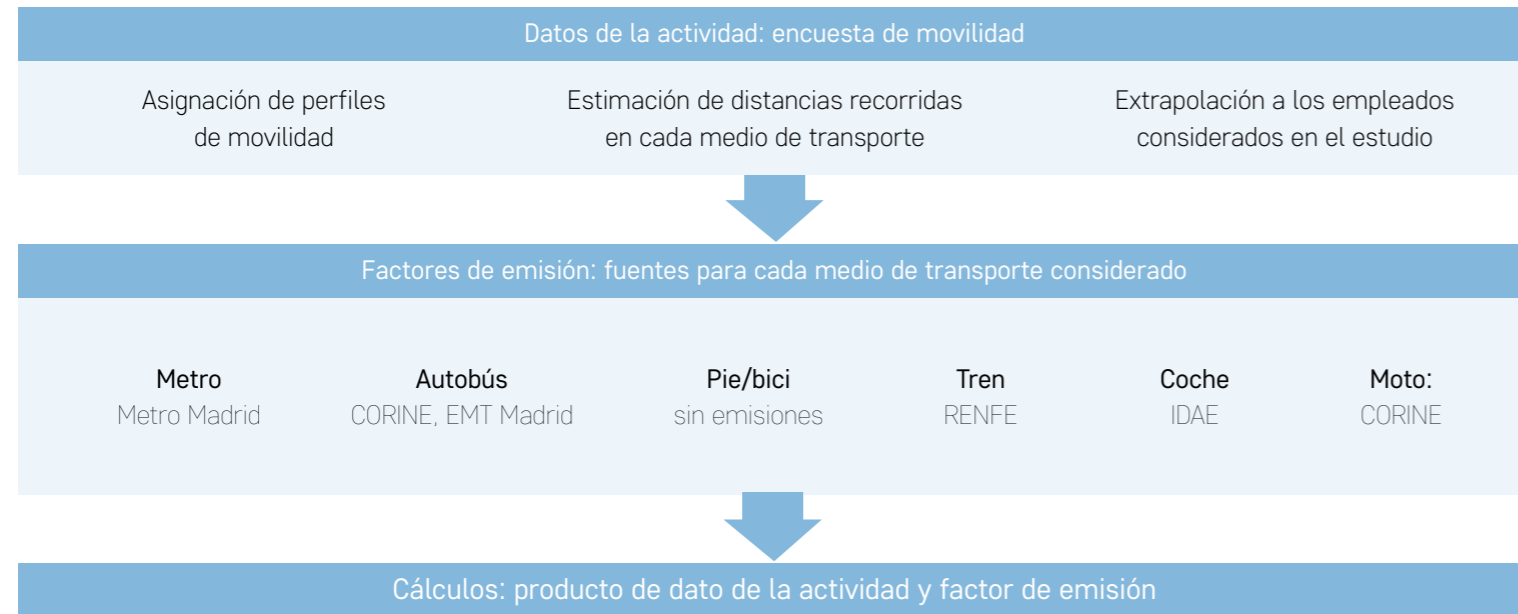 Datos de la actividad: encuesta de movilidad
Asignación de perfiles
de movilidad
Estimación de distancias recorridas
en cada medio de transporte
Extrapolación a los empleados
considerados en el estudio
Factores de emisión: fuentes para cada medio de transporte considerado
Metro
Metro Madrid
Autobús
CORINE, EMT Madrid
Pie/bici
sin emisiones
Tren
RENFE
Coche
IDAE
Moto:
CORINE
Cálculos: producto de dato de la actividad y factor de emisión